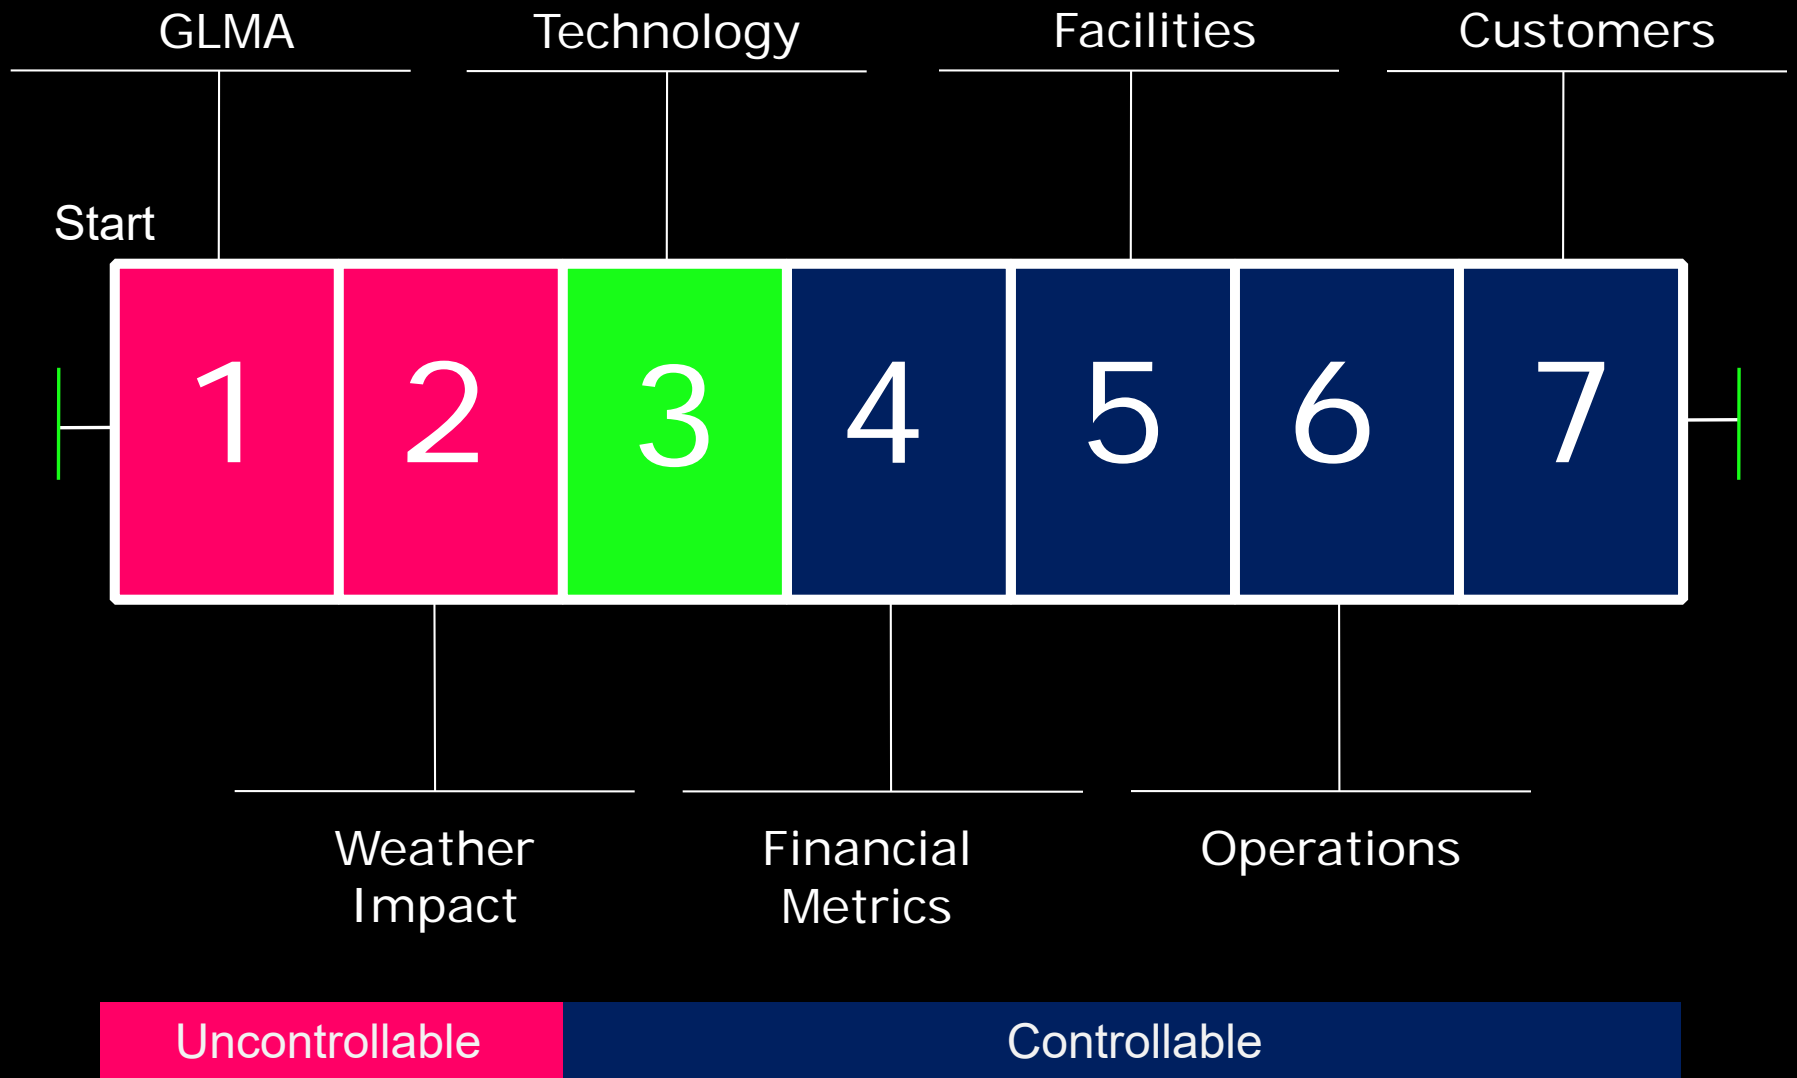 GLMA
Technology
Facilities
Customers
Start
1
2
3
4
5
6
7
Weather
Impact
Financial
Metrics
Operations
Uncontrollable
Controllable